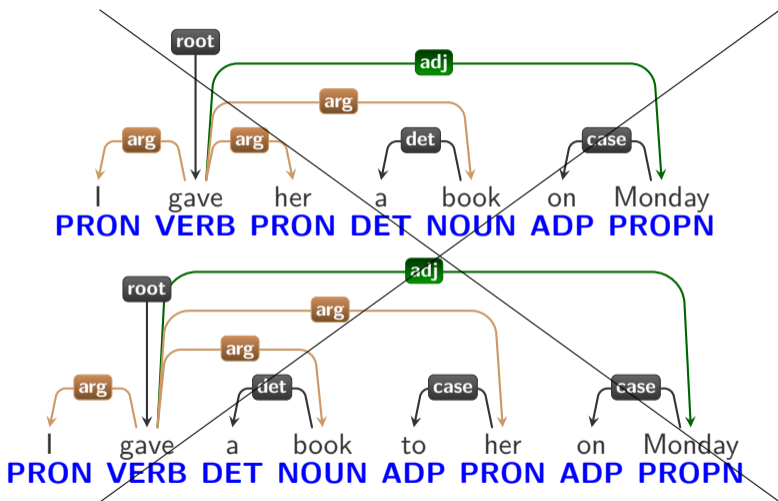 root
adj
arg
arg arg det case
I gave her a book on Monday
PRON VERB PRON DET NOUN ADP PROPN
adj
root
arg
arg
arg det case case
I gave a book to her on Monday
PRON VERB DET NOUN ADP PRON ADP PROPN